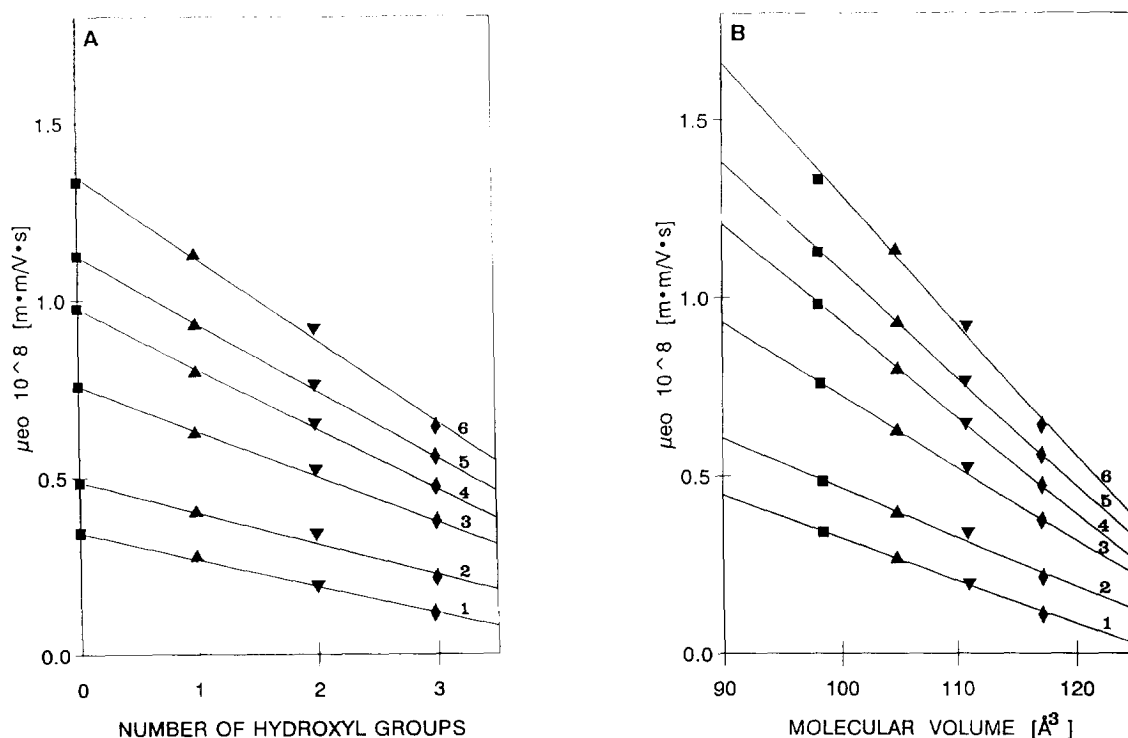 A
1.5
1.0
0.5
0.0
μeo 10^8 [m•m/V•s]
6
5
4
3
2
1
0 1 2 3
NUMBER OF HYDROXYL GROUPS
B
1.5
1.0
0.5
0.0
μeo 10^8 [m•m/V•s]
6
5
4
3
2
1
90 100 110 120
MOLECULAR VOLUME [Å3]